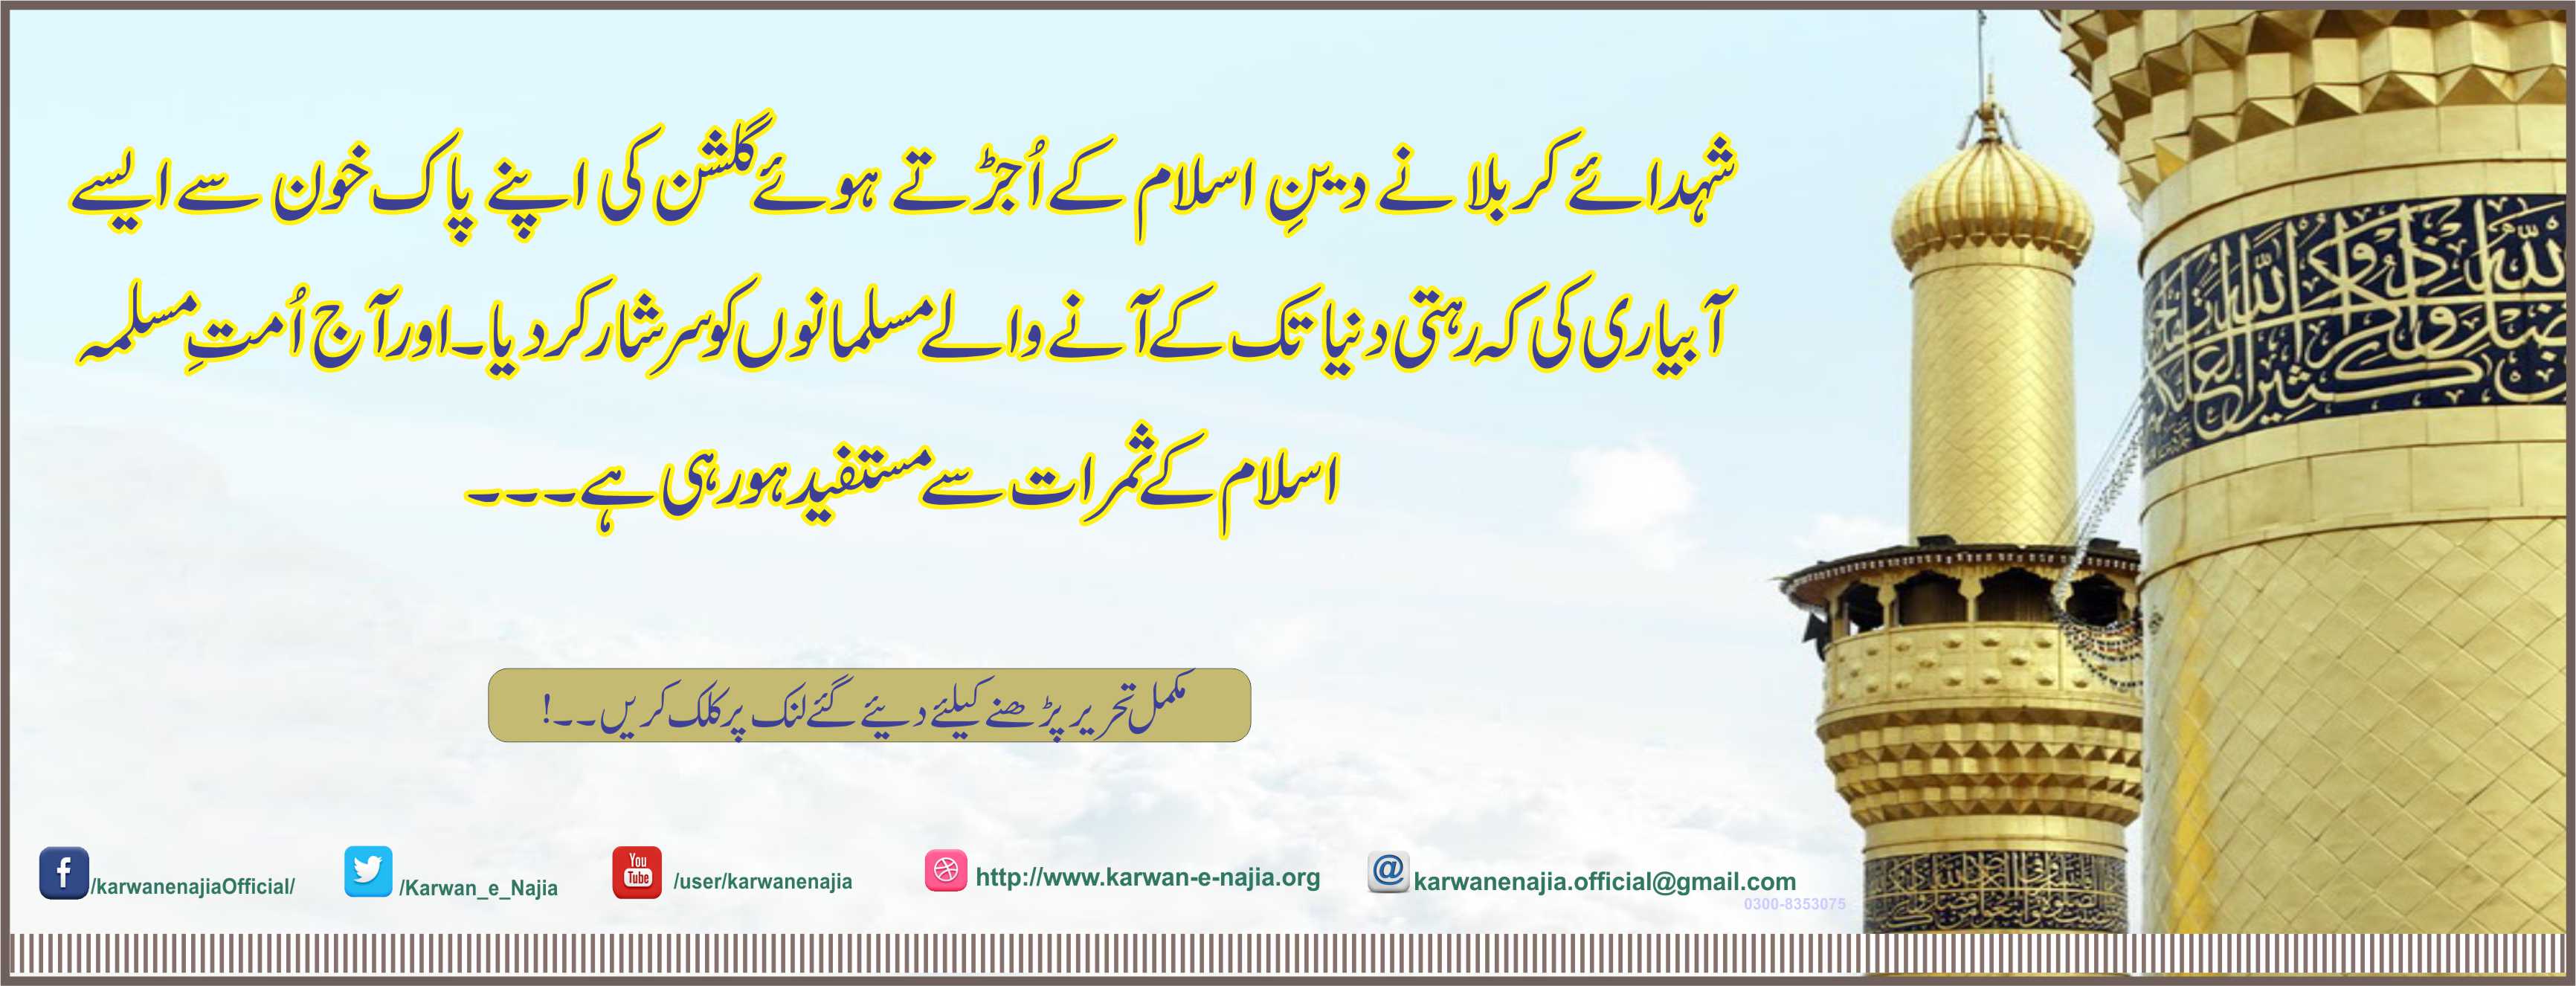 شہدائے کربلا نے دینِ اسلام کے اُجڑتے ہوئے گلشن کی اپنے پاک خون سے ایسے
آبیاری کی کہ رہتی دنیا تک کے آنے والے مسلمانوں کو سرشار کر دیا۔ اور آج اُمتِ مسلمہ
اسلام کے ثمرات سے مستفید ہو رہی ہے۔۔۔
مکمل تحریر پڑھنے کیلئے دیئے گئے لنک پر کلک کریں۔۔!
/karwanenajiaOfficial/
/Karwan_e_Najia
You Tube
/user/karwanenajia
http://www.karwan-e-najia.org
karwanenajia.official@gmail.com
0300-8353075